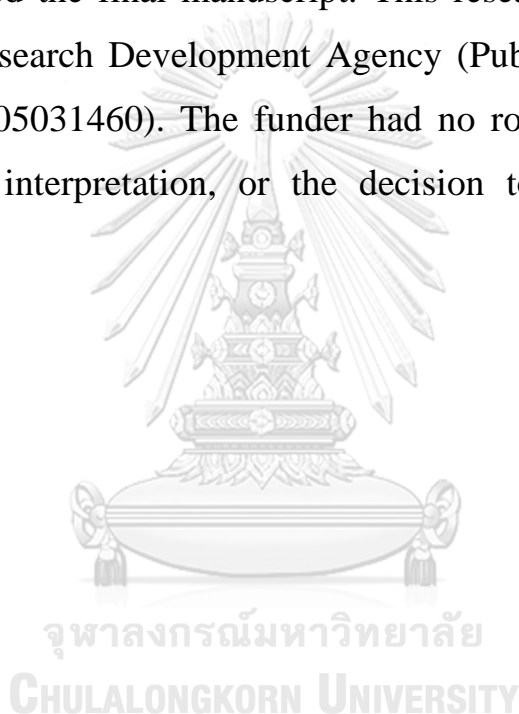 d the final manuscript. This resear
search Development Agency (Pub
05031460). The funder had no ro
interpretation, or the decision to
จุฬาลงกรณ์มหาวิทยาลัย
CHULALONGKORN UNIVERSITY